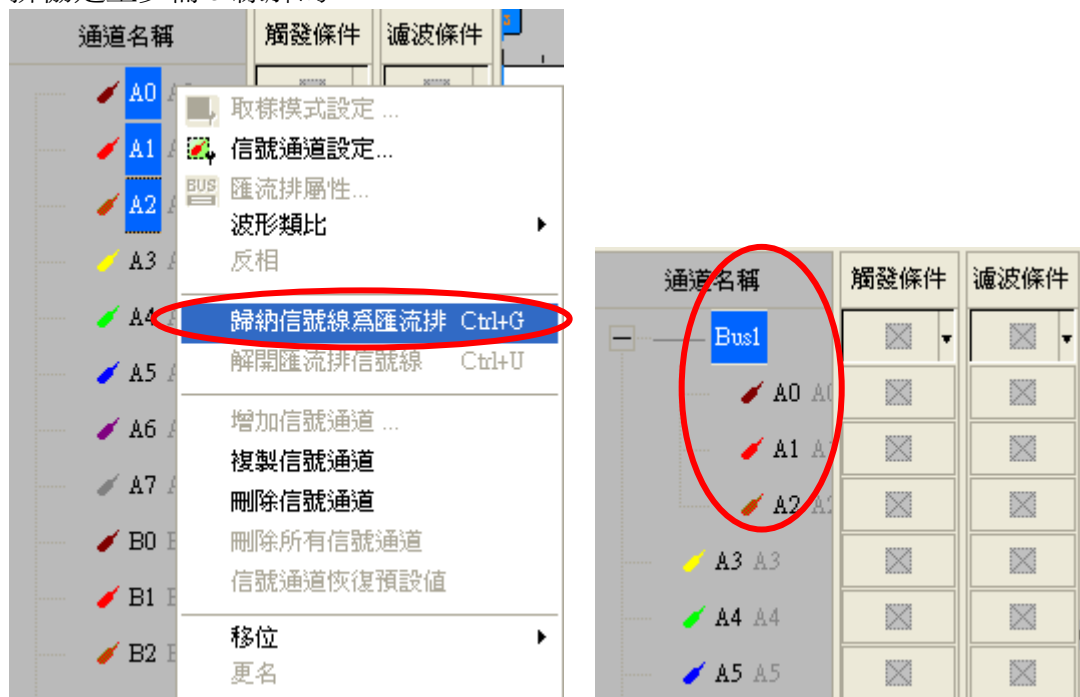 通道名稱 觸發條件 濾波條件
A0
A1
A2
A3
A4
A5
A6
A7
B0
B1
B2
取樣模式設定 ...
信號通道設定...
BUS 匯流排屬性...
波形類比
反相
歸納信號線為匯流排 Ctrl+G
解開匯流排信號線 Ctrl+U
增加信號通道 ...
複製信號通道
刪除信號通道
刪除所有信號通道
信號通道恢復預設值
移位
更名
通道名稱 觸發條件 濾波條件
Bus1
A0 A0
A1 A1
A2 A2
A3 A3
A4 A4
A5 A5